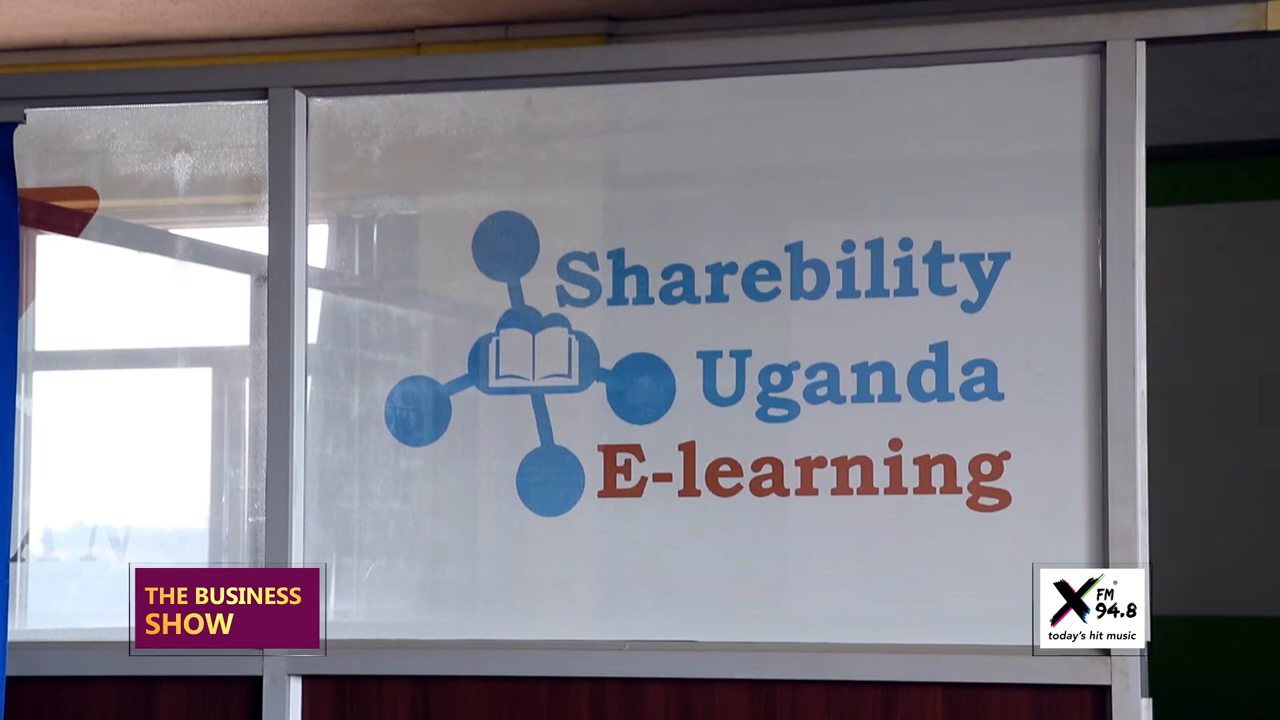 Sharebility
Uganda
E-learning
THE BUSINESS
SHOW
X FM
94.8
today's hit music